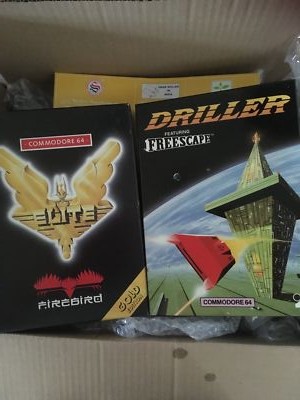 COMMODORE 64
ELITE
FIREBIRD
GOLD
DRILLER
FEATURING
FREESCAPE
COMMODORE 64